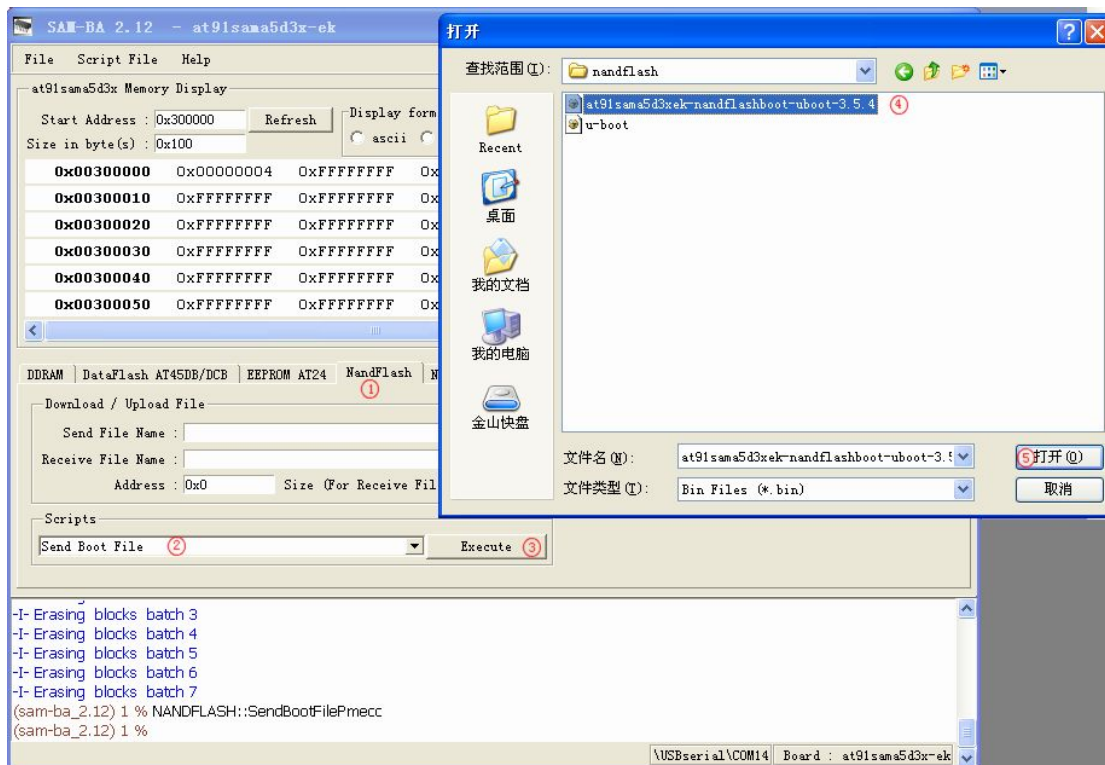 SAM-BA 2.12 - at91sama5d3x-ek
File Script File Help
at91sama5d3x Memory Display
Start Address : 0x300000 Refresh Display form
Size in byte(s) : 0x100 ascii
0x00300000 0x00000004 0xFFFFFFFF 0x
0x00300010 0xFFFFFFFF 0xFFFFFFFF 0x
0x00300020 0xFFFFFFFF 0xFFFFFFFF 0x
0x00300030 0xFFFFFFFF 0xFFFFFFFF 0x
0x00300040 0xFFFFFFFF 0xFFFFFFFF 0x
0x00300050 0xFFFFFFFF 0xFFFFFFFF 0x
DDRAM DataFlash AT45DB/DCB EEPROM AT24 NandFlash N
①
Download / Upload File
Send File Name :
Receive File Name :
Address : 0x0 Size (For Receive Fil
Scripts
Send Boot File ② Execute ③
-I- Erasing blocks batch 3
-I- Erasing blocks batch 4
-I- Erasing blocks batch 5
-I- Erasing blocks batch 6
-I- Erasing blocks batch 7
(sam-ba_2.12) 1 % NANDFLASH::SendBootFilePmecc
(sam-ba_2.12) 1 %
\USBserial\COM14 Board : at91sama5d3x-ek
打开
查找范围(I): nandflash
at91sama5d3xek-nandflashboot-uboot-3.5.4 ④
u-boot
Recent
桌面
我的文档
我的电脑
金山快盘
文件名(N): at91sama5d3xek-nandflashboot-uboot-3.5 ⑤打开(O)
文件类型(T): Bin Files (*.bin) 取消